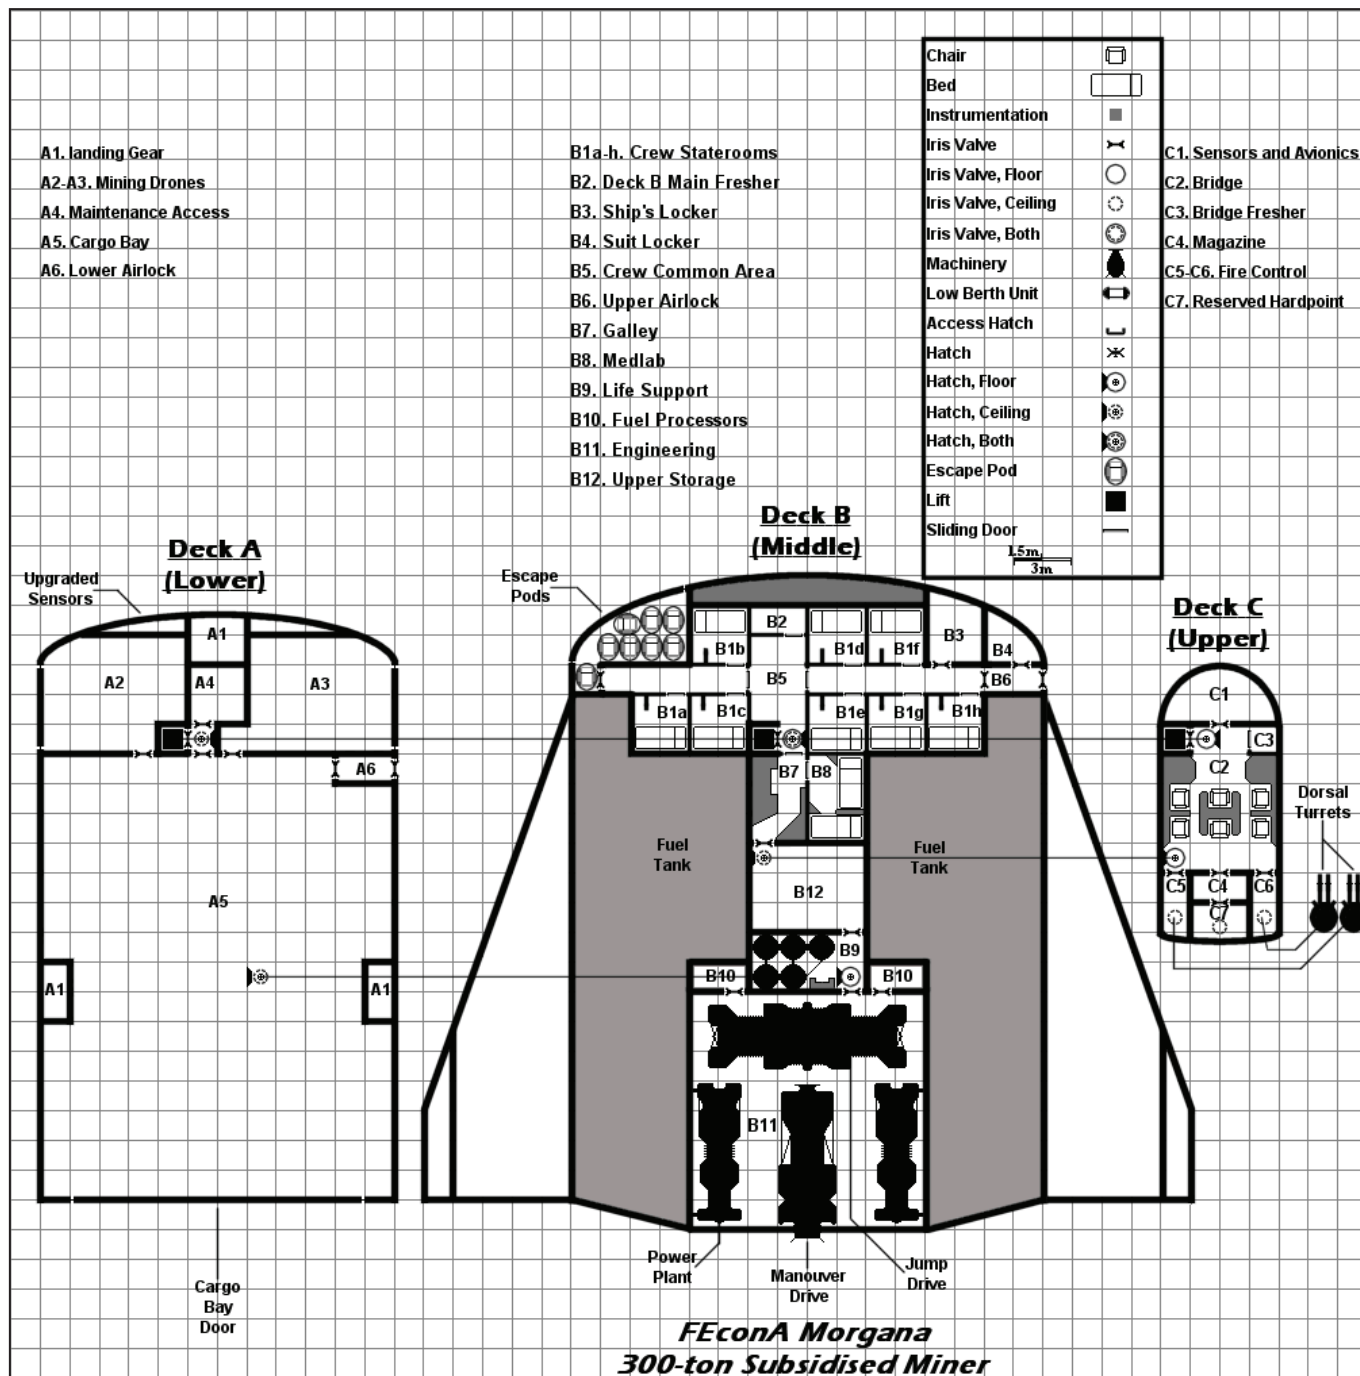 A1. landing Gear
A2-A3. Mining Drones
A4. Maintenance Access
A5. Cargo Bay
A6. Lower Airlock
B1a-h. Crew Staterooms
B2. Deck B Main Fresher
B3. Ship's Locker
B4. Suit Locker
B5. Crew Common Area
B6. Upper Airlock
B7. Galley
B8. Medlab
B9. Life Support
B10. Fuel Processors
B11. Engineering
B12. Upper Storage
Chair
Bed
Instrumentation
Iris Valve
Iris Valve, Floor
Iris Valve, Ceiling
Iris Valve, Both
Machinery
Low Berth Unit
Access Hatch
Hatch
Hatch, Floor
Hatch, Ceiling
Hatch, Both
Escape Pod
Lift
Sliding Door
1.5m
3m
C1. Sensors and Avionics
C2. Bridge
C3. Bridge Fresher
C4. Magazine
C5-C6. Fire Control
C7. Reserved Hardpoint
Deck A
(Lower)
Upgraded
Sensors
A1
A2
A4
A3
A6
A5
A1
A1
Cargo
Bay
Door
Deck B
(Middle)
Escape
Pods
B2
B1b
B1d
B1f
B3
B4
B5
B6
B1a
B1c
B1e
B1g
B1h
B7
B8
Fuel
Tank
Fuel
Tank
B12
B9
B10
B10
B11
Power
Plant
Manouver
Drive
Jump
Drive
Deck C
(Upper)
C1
C3
C2
Dorsal
Turrets
C5
C4
C6
C7
FEconA Morgana
300-ton Subsidised Miner